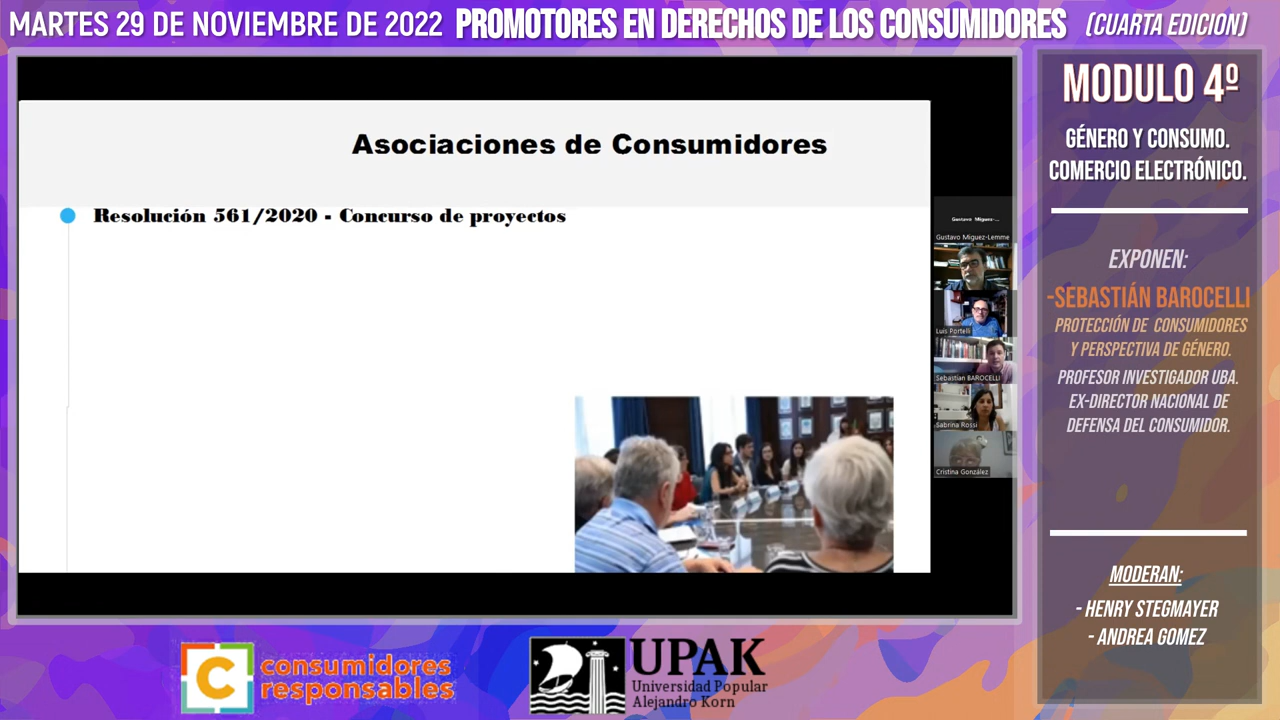 MARTES 29 DE NOVIEMBRE DE 2022 PROMOTORES EN DERECHOS DE LOS CONSUMIDORES (CUARTA EDICION)
Asociaciones de Consumidores
Resolución 561/2020 - Concurso de proyectos
Gustavo Miguez-...
Gustavo Miguez-Lemme
Luis Portelli
Sebastian BAROCELLI
Sabrina Rossi
Cristina González
MODULO 4º
GÉNERO Y CONSUMO.
COMERCIO ELECTRÓNICO.
EXPONEN:
-SEBASTIÁN BAROCELLI
PROTECCIÓN DE CONSUMIDORES
Y PERSPECTIVA DE GÉNERO.
PROFESOR INVESTIGADOR UBA.
EX-DIRECTOR NACIONAL DE
DEFENSA DEL CONSUMIDOR.
MODERAN:
- HENRY STEGMAYER
- ANDREA GOMEZ
C consumidores
responsables
UPAK
Universidad Popular
Alejandro Korn